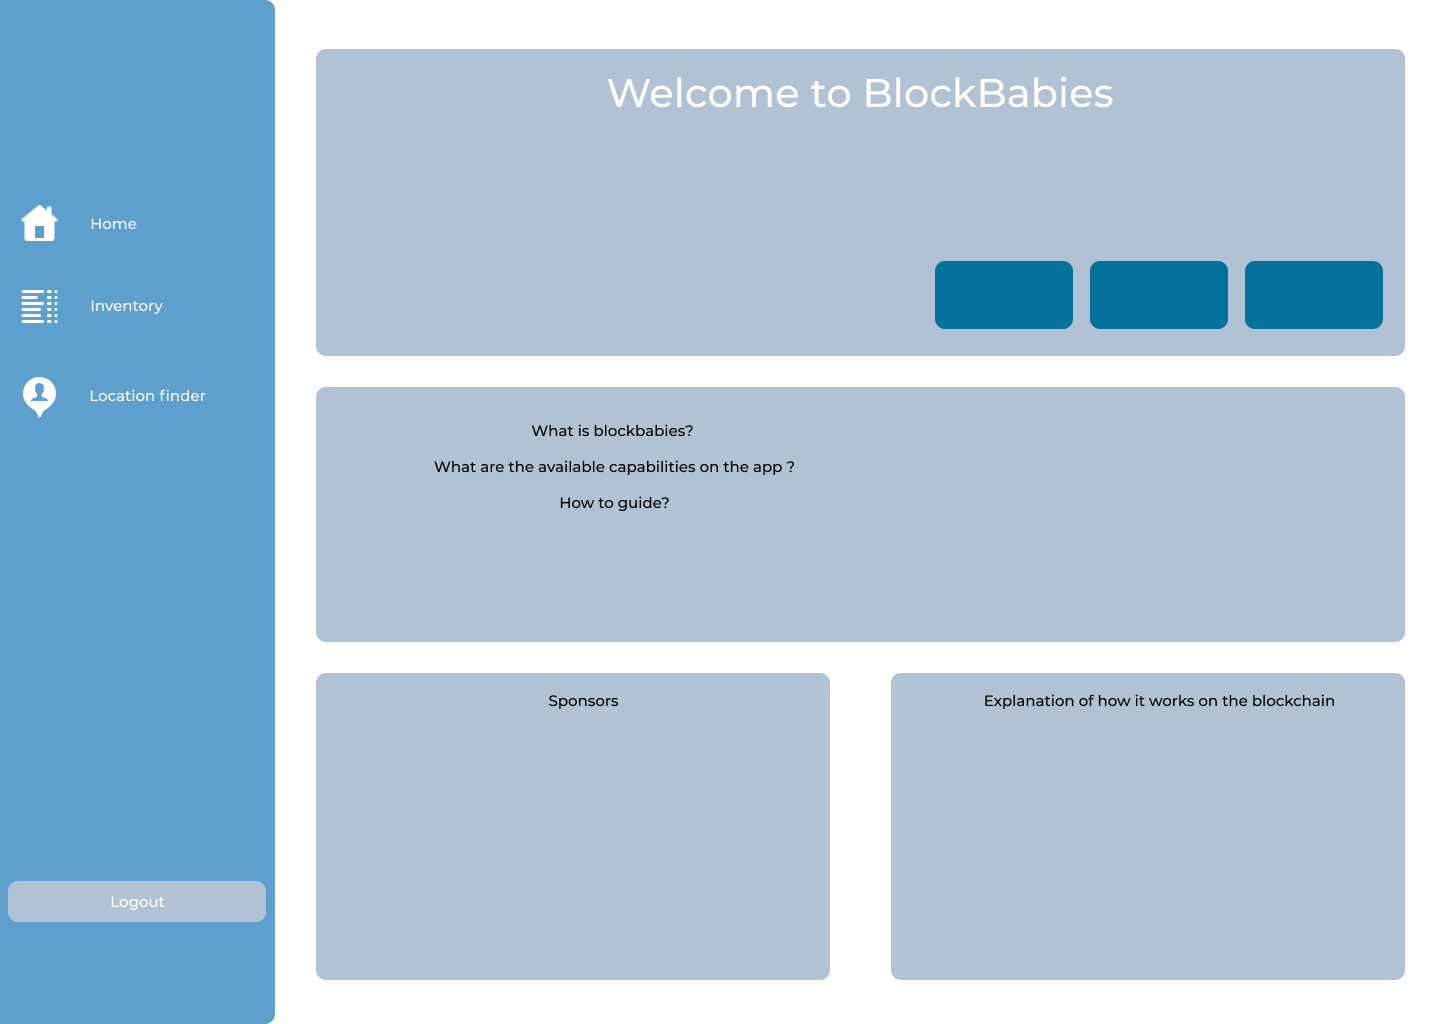 Welcome to BlockBabies
Home
Inventory
Location finder
What is blockbabies?
What are the available capabilities on the app ?
How to guide?
Sponsors
Explanation of how it works on the blockchain
Logout